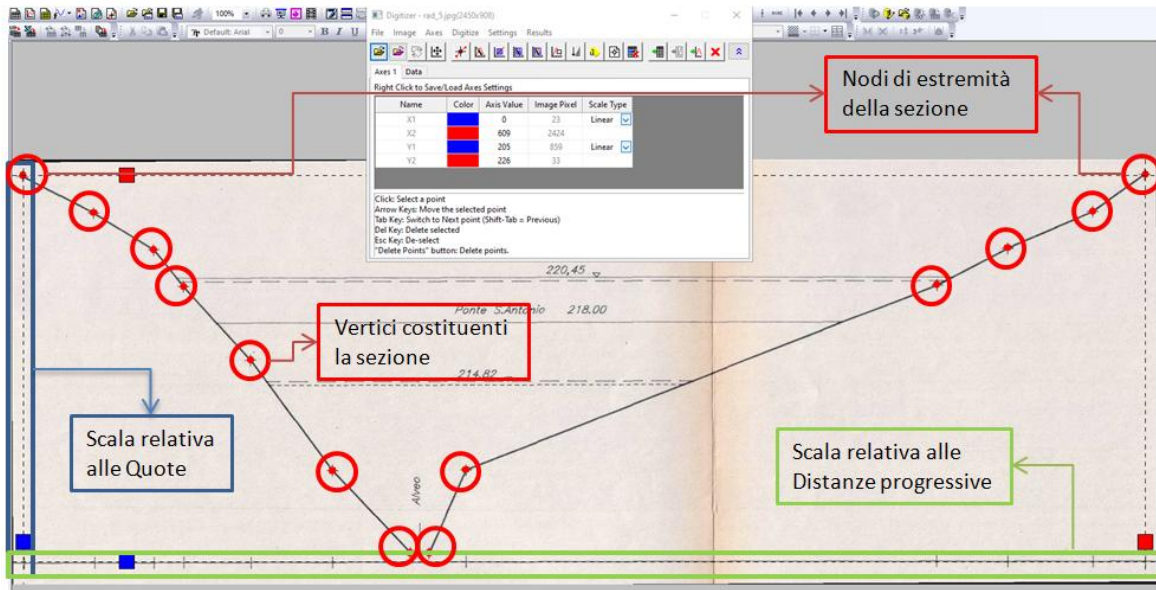 100%
Default: Arial
0
B I U
Digitizer - rad_5.jpg(2450x908)
File Image Axes Digitize Settings Results
Axes 1 Data
Right Click to Save/Load Axes Settings
Name Color Axis Value Image Pixel Scale Type
X1 0 23 Linear
X2 609 2424
Y1 205 859 Linear
Y2 226 33
Click: Select a point
Arrow Keys: Move the selected point
Tab Key: Switch to Next point (Shift-Tab = Previous)
Del Key: Delete selected
Esc Key: De-select
"Delete Points" button: Delete points.
Nodi di estremità
della sezione
220,45
Ponte S.Antonio 218.00
Vertici costituenti
la sezione
214.82
Scala relativa
alle Quote
Scala relativa alle
Distanze progressive
Alveo